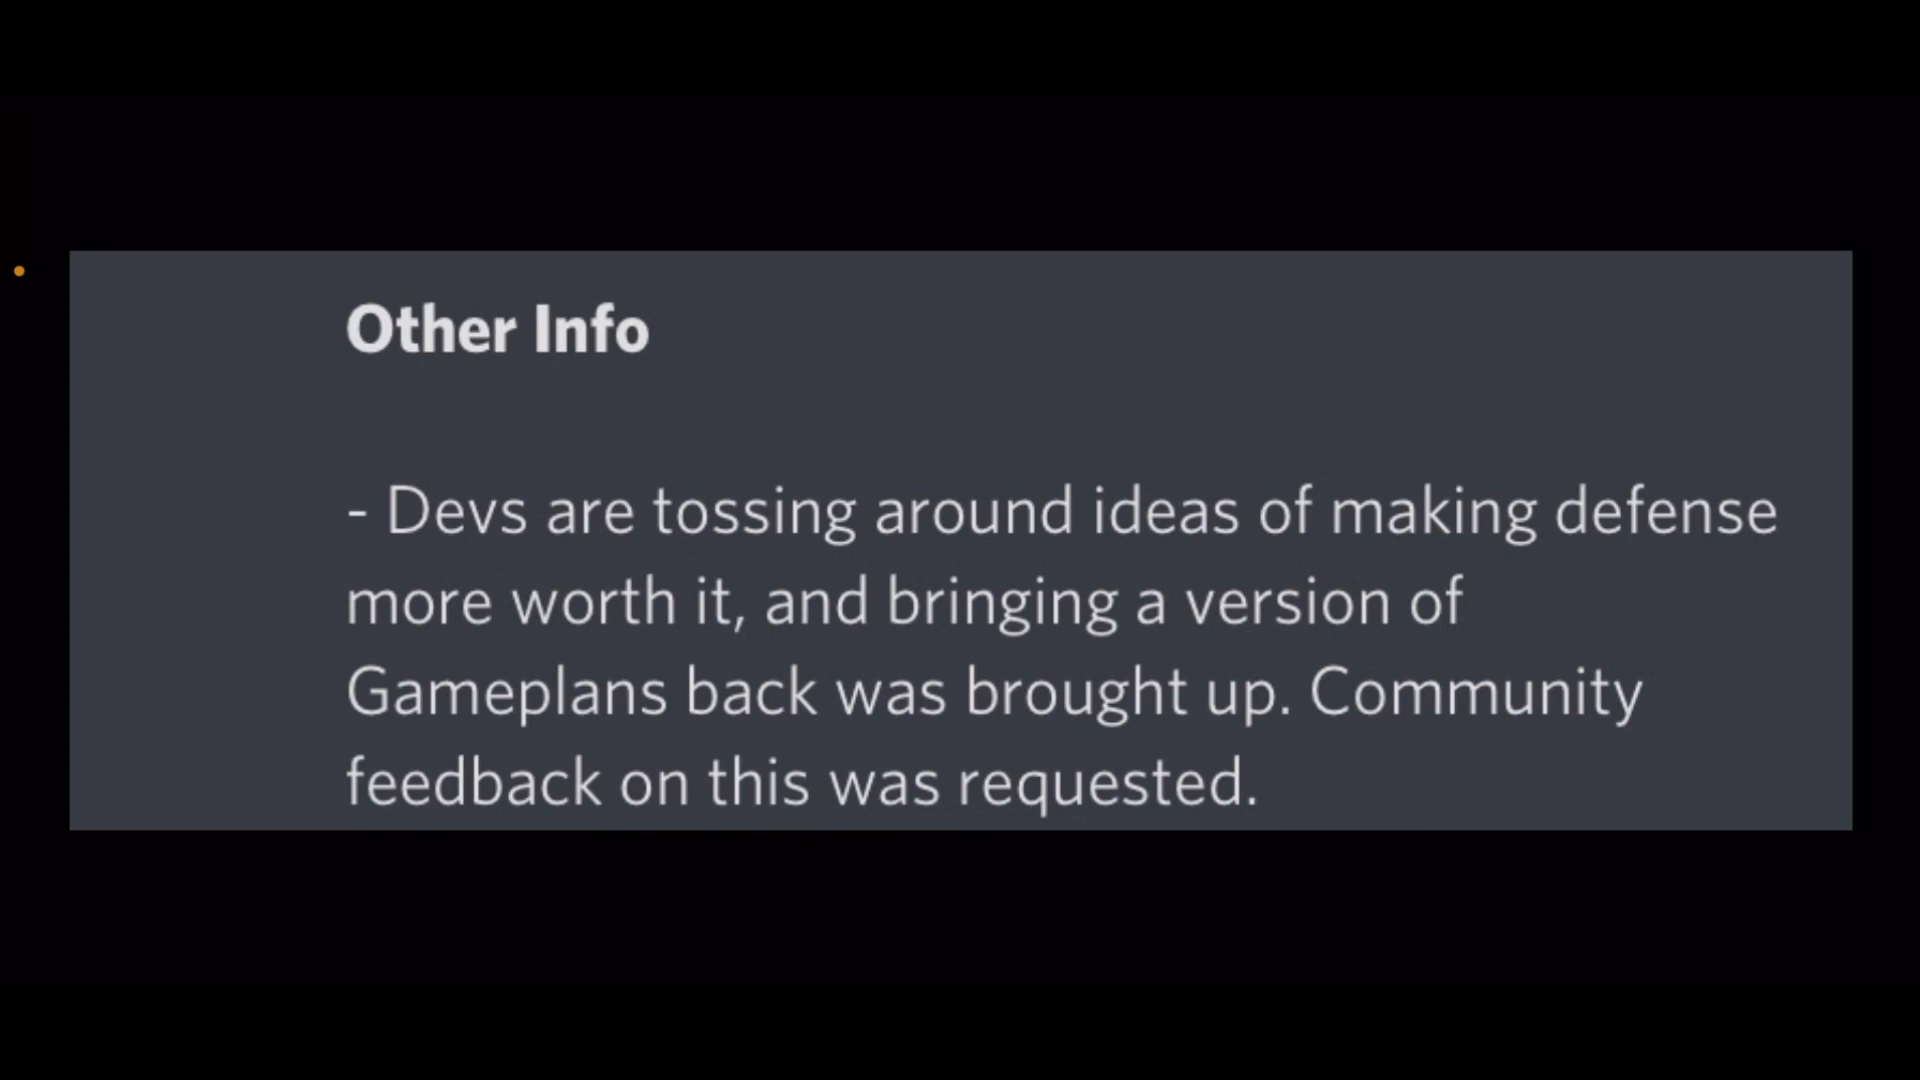 Other Info
- Devs are tossing around ideas of making defense
more worth it, and bringing a version of
Gameplans back was brought up. Community
feedback on this was requested.